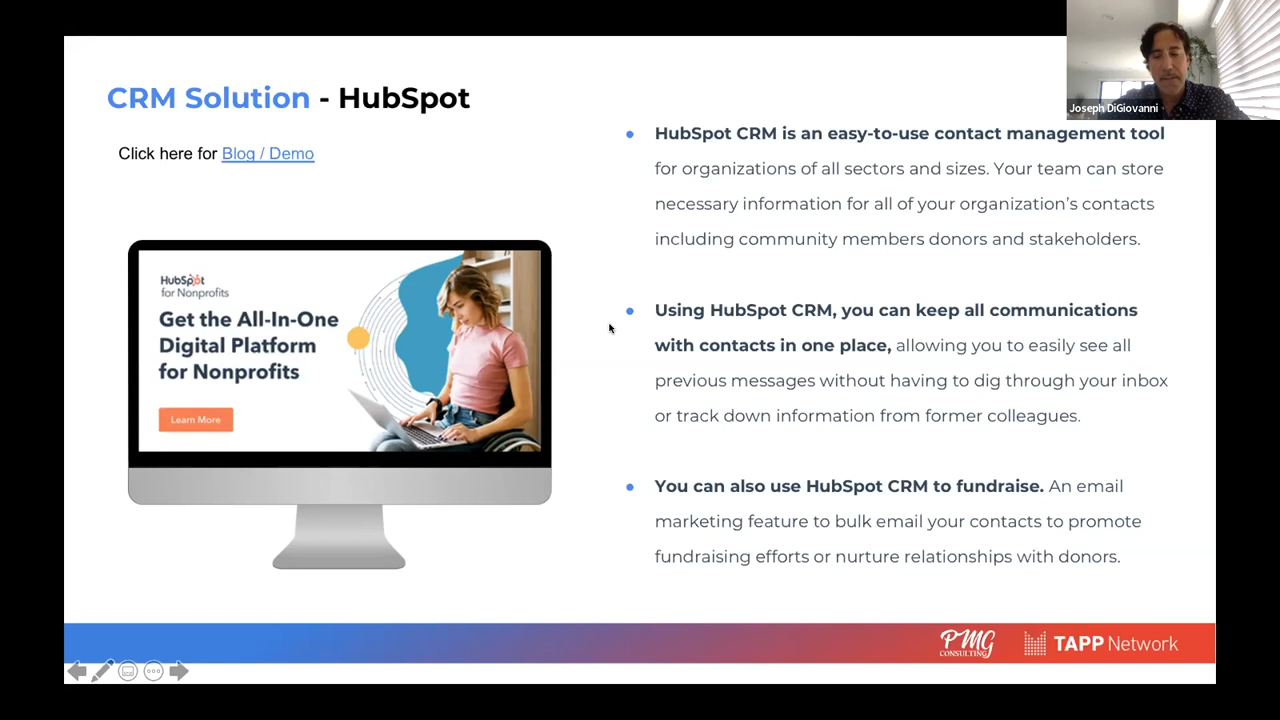 Joseph DiGiovanni
CRM Solution - HubSpot
Click here for Blog / Demo
HubSpot
for Nonprofits
Get the All-In-One
Digital Platform
for Nonprofits
Learn More
HubSpot CRM is an easy-to-use contact management tool
for organizations of all sectors and sizes. Your team can store
necessary information for all of your organization’s contacts
including community members donors and stakeholders.
Using HubSpot CRM, you can keep all communications
with contacts in one place, allowing you to easily see all
previous messages without having to dig through your inbox
or track down information from former colleagues.
You can also use HubSpot CRM to fundraise. An email
marketing feature to bulk email your contacts to promote
fundraising efforts or nurture relationships with donors.
PMG
CONSULTING
TAPP Network